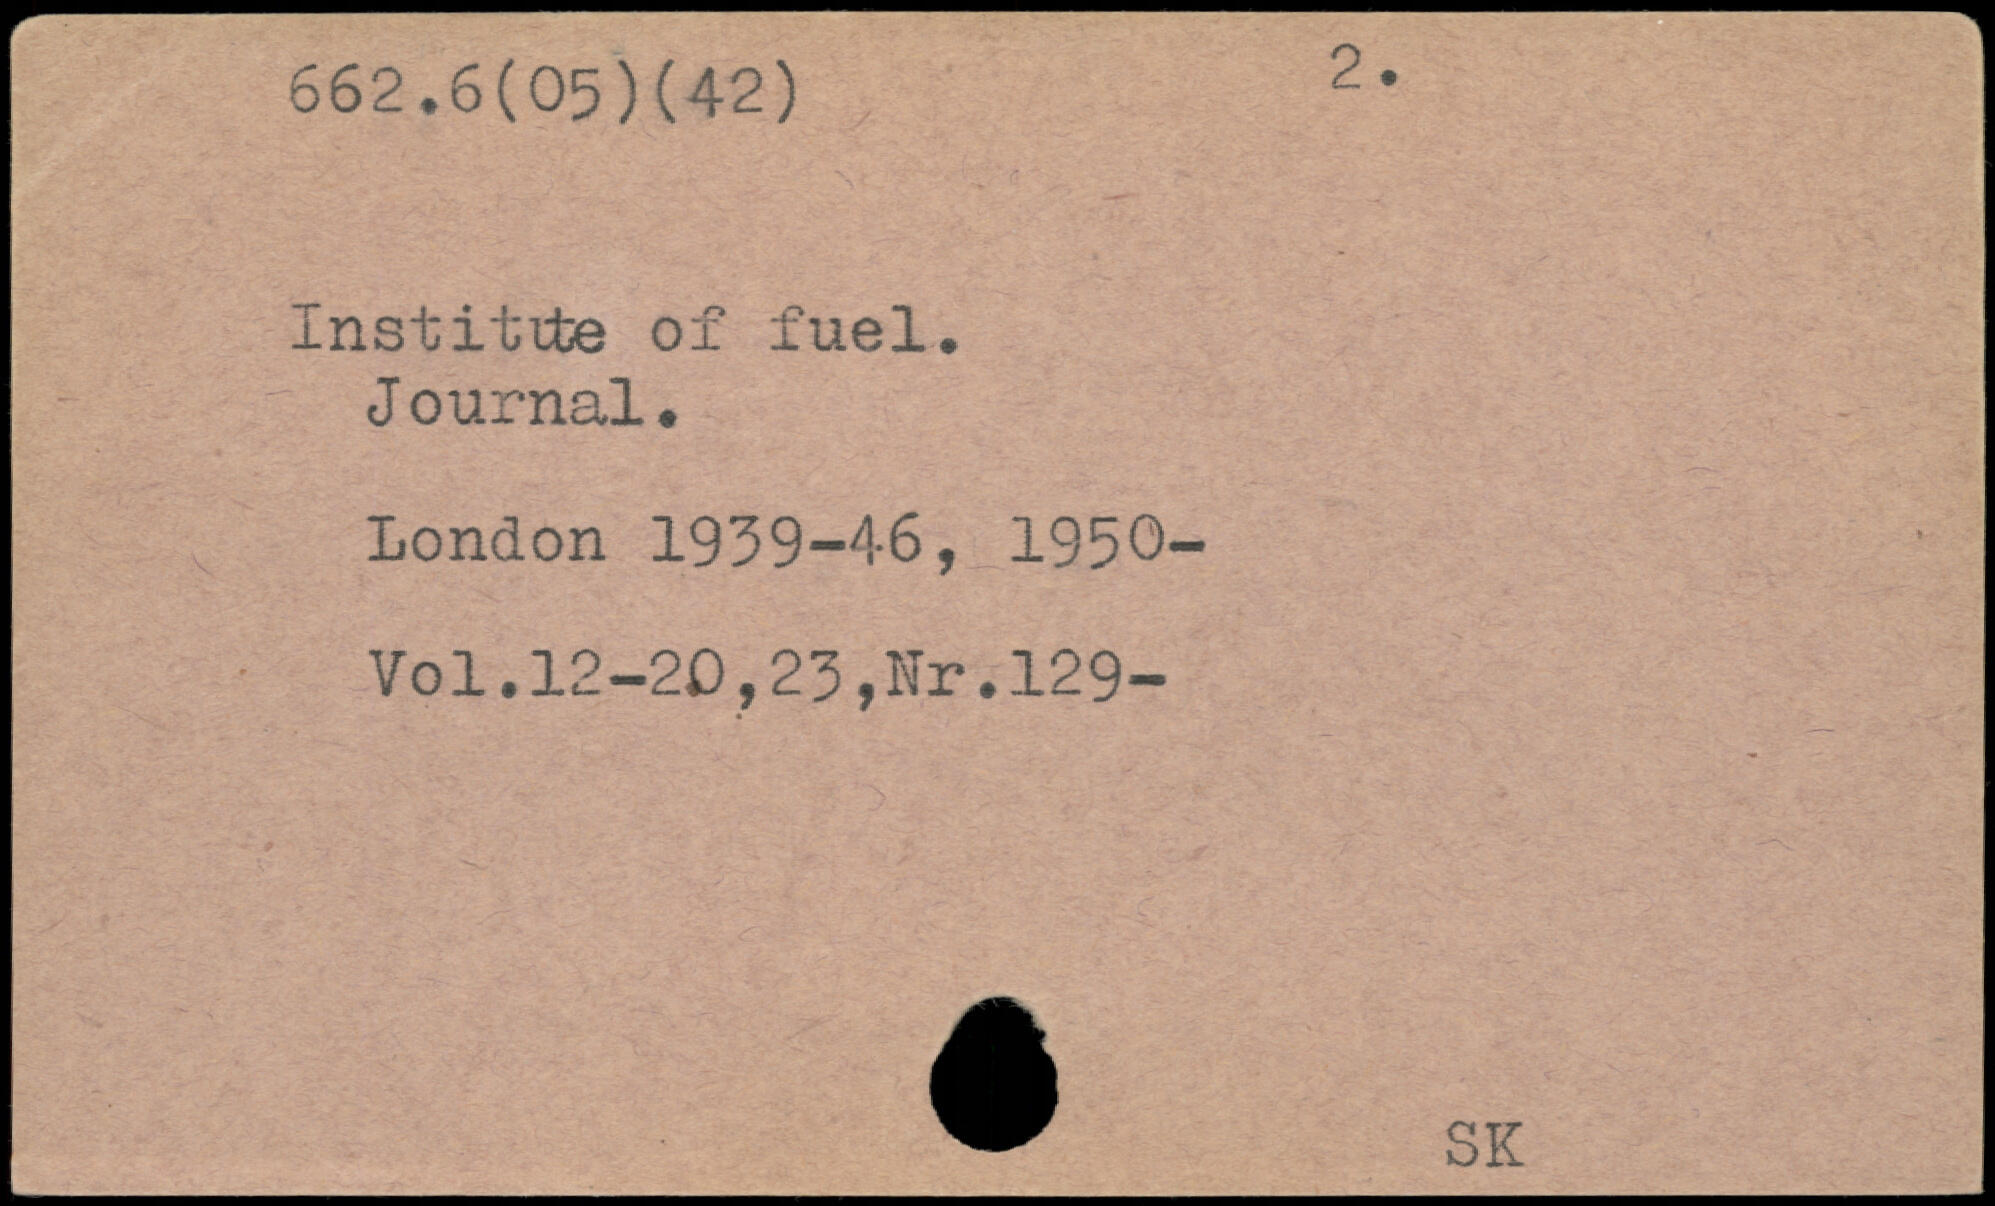 662.6(05)(42) 2.
Institute of fuel.
Journal.
London 1939-46, 1950-
Vol.12-20,23,Nr.129-
SK